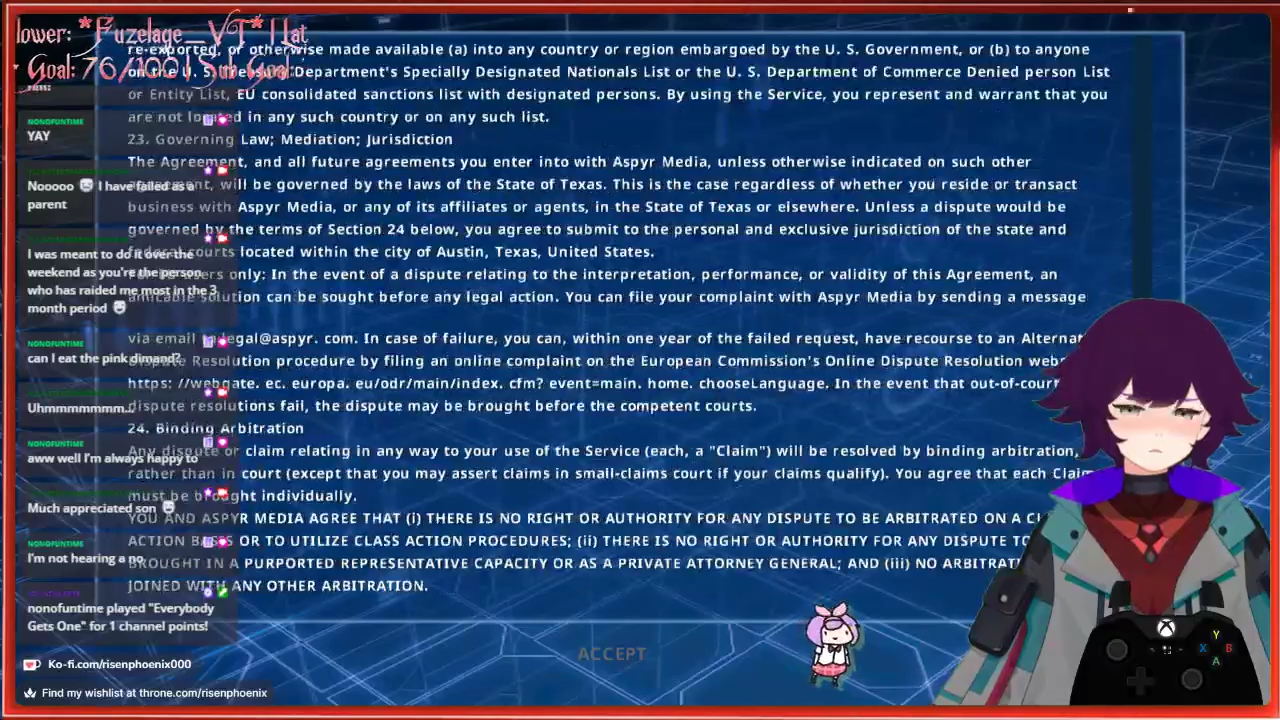 lower: *Fuzelage_VT* Hat
Goal: 76/100
re-exported, or otherwise made available (a) into any country or region embargoed by the U. S. Government, or (b) to anyone
on the U. S. Department's Specially Designated Nationals List or the U. S. Department of Commerce Denied person List
or Entity List, EU consolidated sanctions list with designated persons. By using the Service, you represent and warrant that you
are not located in any such country or on any such list.
23. Governing Law; Mediation; Jurisdiction
The Agreement, and all future agreements you enter into with Aspyr Media, unless otherwise indicated on such other
agreement, will be governed by the laws of the State of Texas. This is the case regardless of whether you reside or transact
business with Aspyr Media, or any of its affiliates or agents, in the State of Texas or elsewhere. Unless a dispute would be
governed by the terms of Section 24 below, you agree to submit to the personal and exclusive jurisdiction of the state and
federal courts located within the city of Austin, Texas, United States.
only: In the event of a dispute relating to the interpretation, performance, or validity of this Agreement, an
amicable solution can be sought before any legal action. You can file your complaint with Aspyr Media by sending a message
via email legal@aspyr. com. In case of failure, you can, within one year of the failed request, have recourse to an Alternat
Dispute Resolution procedure by filing an online complaint on the European Commission's Online Dispute Resolution webs
https: //webgate. ec. europa. eu/odr/main/index. cfm? event=main. home. chooseLanguage. In the event that out-of-court
dispute resolutions fail, the dispute may be brought before the competent courts.
24. Binding Arbitration
Any dispute or claim relating in any way to your use of the Service (each, a "Claim") will be resolved by binding arbitration,
rather than in court (except that you may assert claims in small-claims court if your claims qualify). You agree that each Claim
must be brought individually.
YOU AND ASPYR MEDIA AGREE THAT (i) THERE IS NO RIGHT OR AUTHORITY FOR ANY DISPUTE TO BE ARBITRATED ON A CL
ACTION BASIS OR TO UTILIZE CLASS ACTION PROCEDURES; (ii) THERE IS NO RIGHT OR AUTHORITY FOR ANY DISPUTE TO
BROUGHT IN A PURPORTED REPRESENTATIVE CAPACITY OR AS A PRIVATE ATTORNEY GENERAL; AND (iii) NO ARBITRATI
JOINED WITH ANY OTHER ARBITRATION.
ACCEPT
NONOFUNTIME
YAY
Nooooo I have failed as a
parent
I was meant to do it over the
weekend as you're the person
who has raided me most in the 3
month period
NONOFUNTIME
can I eat the pink dimand?
Uhmmmmmmm...
NONOFUNTIME
aww well I'm always happy to
Much appreciated son
NONOFUNTIME
I'm not hearing a no
nonofuntime played "Everybody
Gets One" for 1 channel points!
Ko-fi.com/risenphoenix000
Find my wishlist at throne.com/risenphoenix
Y
X
B
A